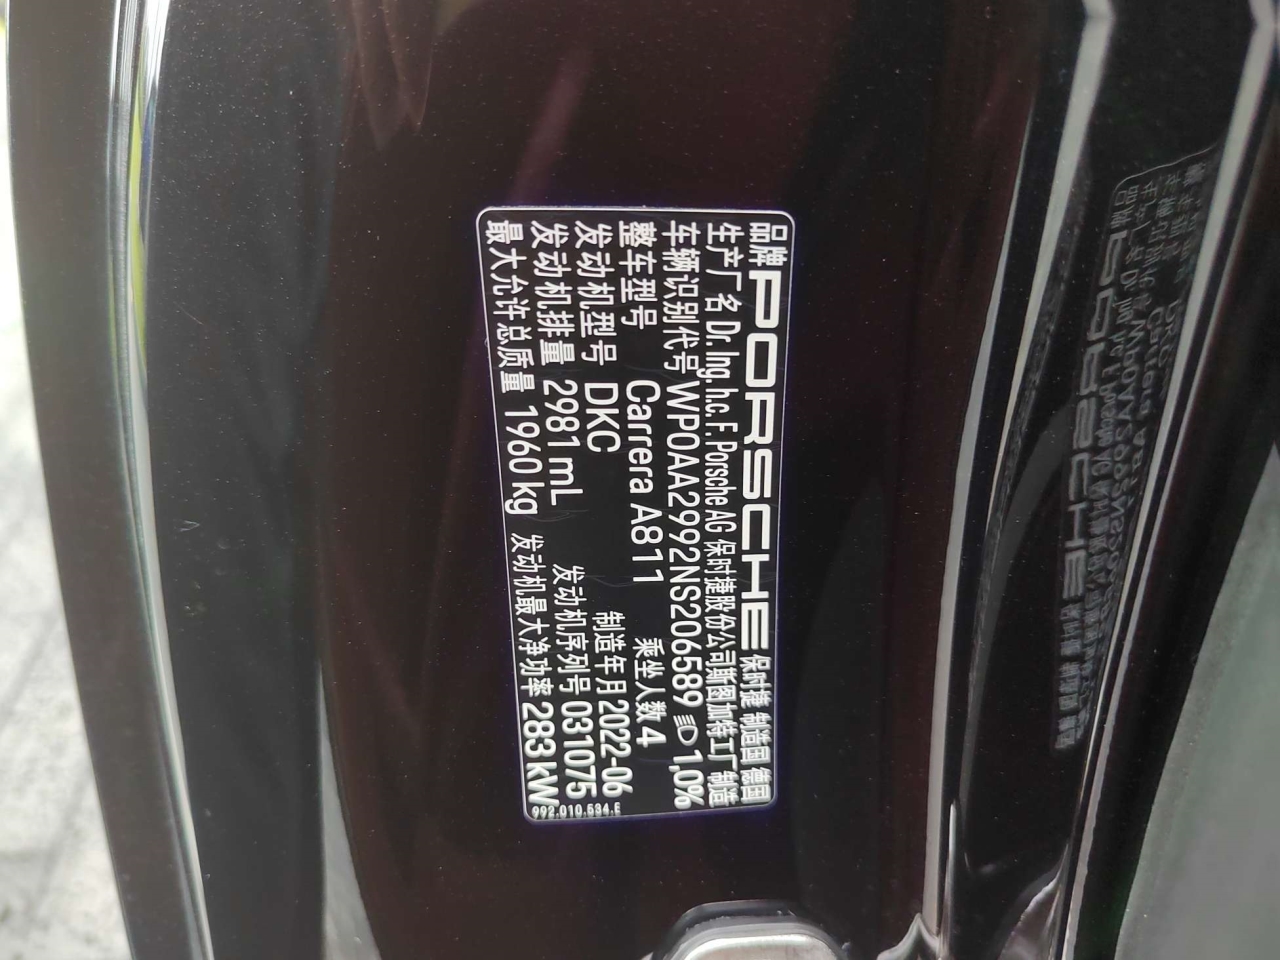 品牌 PORSCHE 保时捷 制造国 德国
生产厂名 Dr. Ing. h.c. F. Porsche AG 保时捷股份公司斯图加特工厂制造
车辆识别代号 WP0AA2992NS206589 1,0%
整车型号 Carrera A811 乘坐人数 4
发动机型号 DKC 制造年月 2022-06
发动机排量 2981 mL 发动机序列号 031075
最大允许总质量 1960 kg 发动机最大净功率 283 kW
992.010.534.E